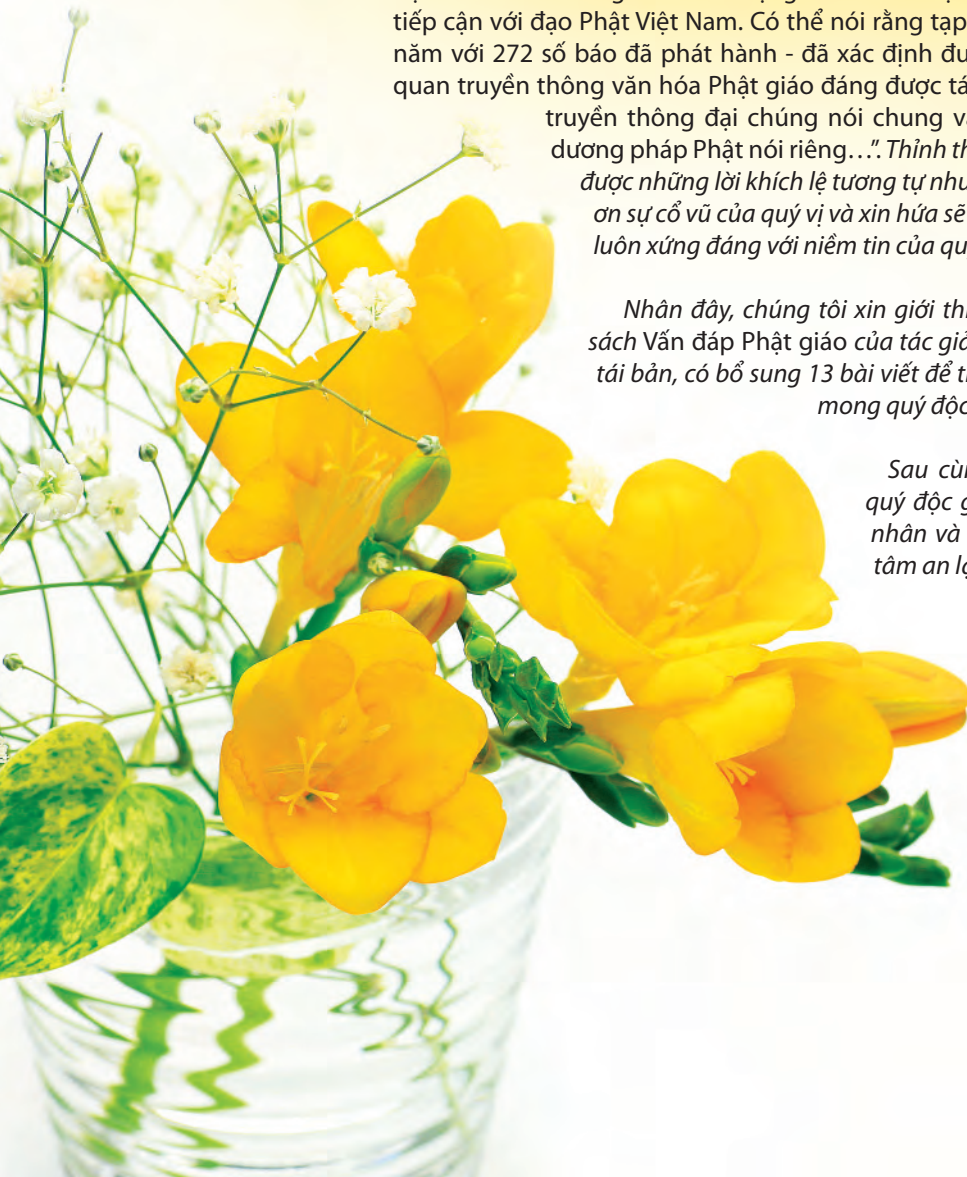 tiếp cận với đạo Phật Việt Nam. Có thể nói rằng tạp
năm với 272 số báo đã phát hành - đã xác định đư
quan truyền thông văn hóa Phật giáo đáng được tá
truyền thông đại chúng nói chung và
dương pháp Phật nói riêng…”. Thỉnh th
được những lời khích lệ tương tự như
ơn sự cổ vũ của quý vị và xin hứa sẽ
luôn xứng đáng với niềm tin của qu
Nhân đây, chúng tôi xin giới thi
sách Vấn đáp Phật giáo của tác giả
tái bản, có bổ sung 13 bài viết để t
mong quý độc
Sau cùn
quý độc g
nhân và
tâm an lạ